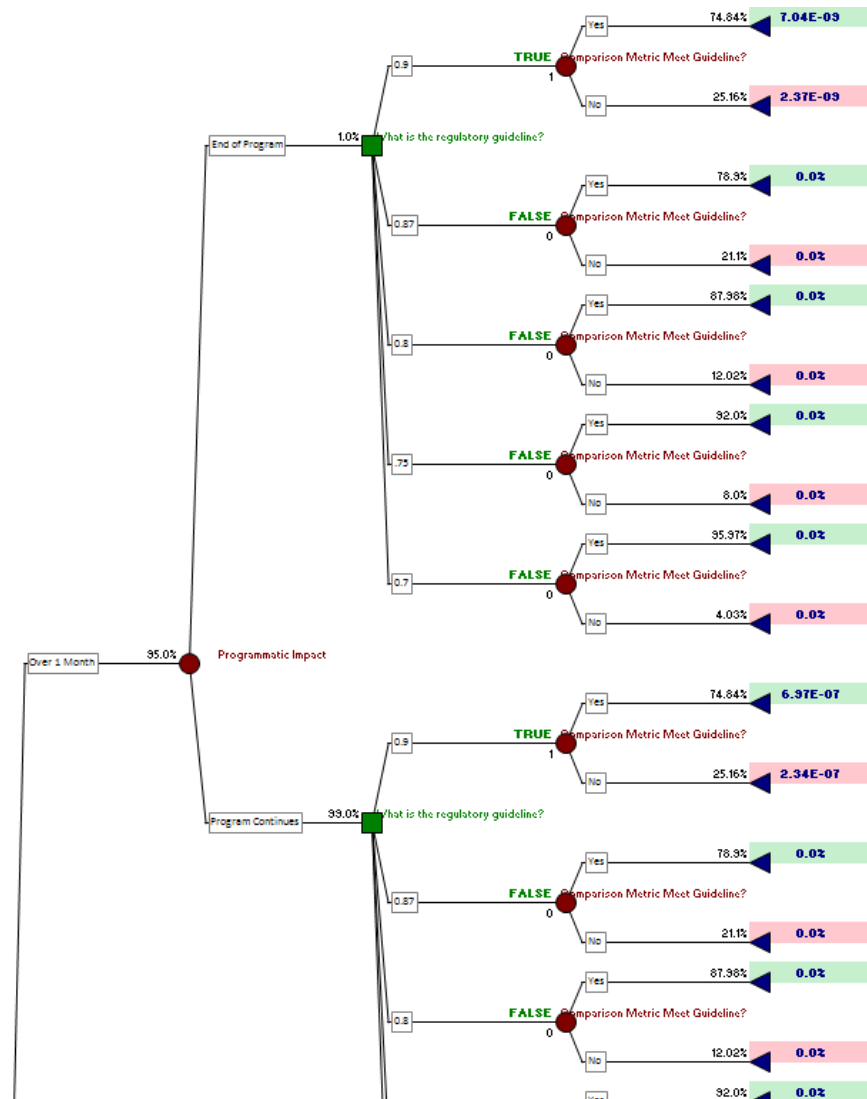 Yes 74.84% 7.04E-09
0.9 TRUE Comparison Metric Meet Guideline?
1
No 25.16% 2.37E-09
End of Program 1.0% What is the regulatory guideline?
Yes 78.9% 0.0%
0.87 FALSE Comparison Metric Meet Guideline?
0
No 21.1% 0.0%
Yes 87.98% 0.0%
0.8 FALSE Comparison Metric Meet Guideline?
0
No 12.02% 0.0%
Yes 92.0% 0.0%
.75 FALSE Comparison Metric Meet Guideline?
0
No 8.0% 0.0%
Yes 95.97% 0.0%
0.7 FALSE Comparison Metric Meet Guideline?
0
No 4.03% 0.0%
Over 1 Month 95.0% Programmatic Impact
Yes 74.84% 6.97E-07
0.9 TRUE Comparison Metric Meet Guideline?
1
No 25.16% 2.34E-07
Program Continues 99.0% What is the regulatory guideline?
Yes 78.9% 0.0%
0.87 FALSE Comparison Metric Meet Guideline?
0
No 21.1% 0.0%
Yes 87.98% 0.0%
0.8 FALSE Comparison Metric Meet Guideline?
0
No 12.02% 0.0%
Yes 92.0% 0.0%